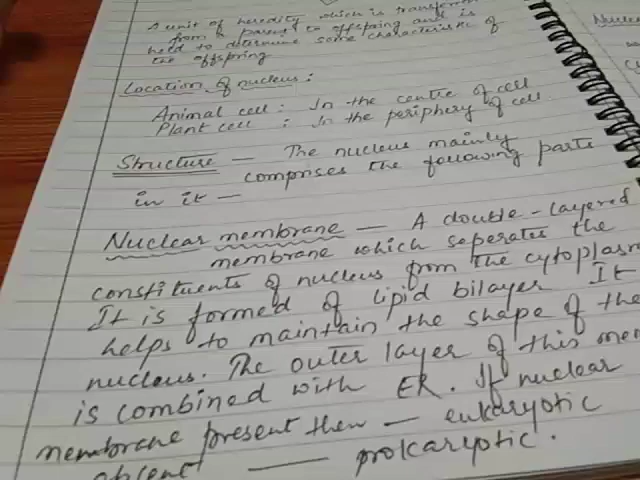 A unit of heredity which is transferred
from a parent to offspring and is
held to determine some characteristic of
the offspring
Location of nucleus :
Animal cell : In the centre of cell
Plant cell : In the periphery of cell
Structure — The nucleus mainly
comprises the following parts
in it —
Nuclear membrane — A double-layered
membrane which seperates the
constituents of nucleus from the cytoplasm
It is formed of lipid bilayer It
helps to maintain the shape of the
nucleus. The outer layer of this mem
is combined with ER. If nuclear
membrane present then — eukaryotic
absent — prokaryotic.
Nucle